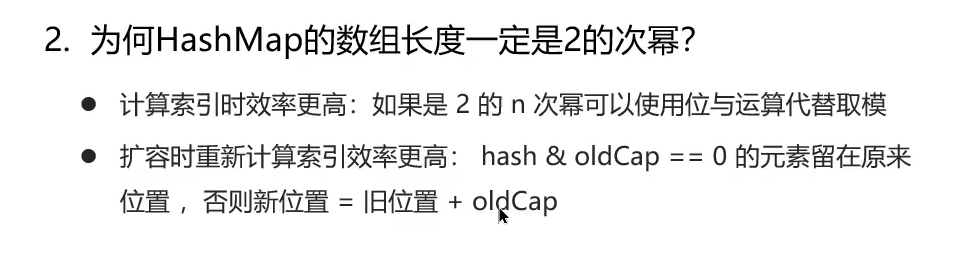 2. 为何HashMap的数组长度一定是2的次幂？
● 计算索引时效率更高：如果是 2 的 n 次幂可以使用位与运算代替取模
● 扩容时重新计算索引效率更高： hash & oldCap == 0 的元素留在原来
位置 ，否则新位置 = 旧位置 + oldCap